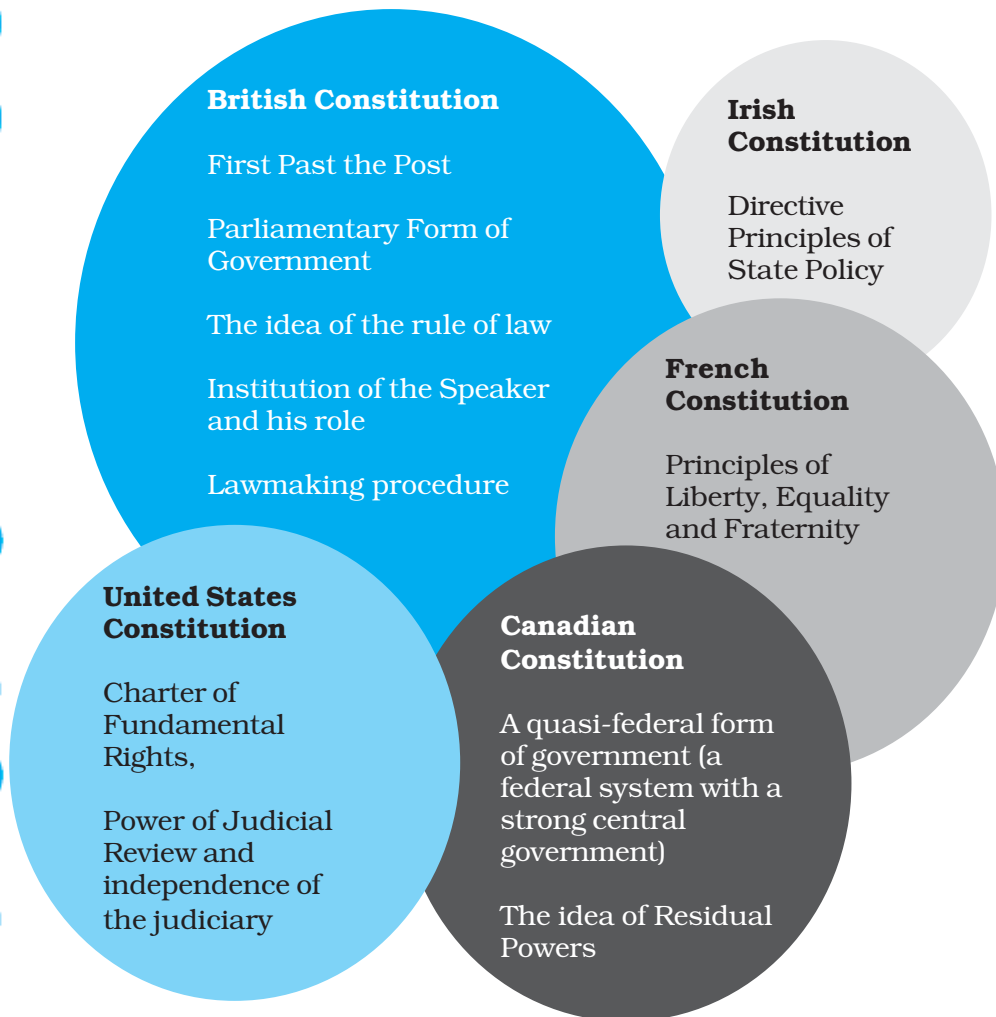 British Constitution
First Past the Post
Parliamentary Form of
Government
The idea of the rule of law
Institution of the Speaker
and his role
Lawmaking procedure
Irish
Constitution
Directive
Principles of
State Policy
French
Constitution
Principles of
Liberty, Equality
and Fraternity
United States
Constitution
Charter of
Fundamental
Rights,
Power of Judicial
Review and
independence of
the judiciary
Canadian
Constitution
A quasi-federal form
of government (a
federal system with a
strong central
government)
The idea of Residual
Powers